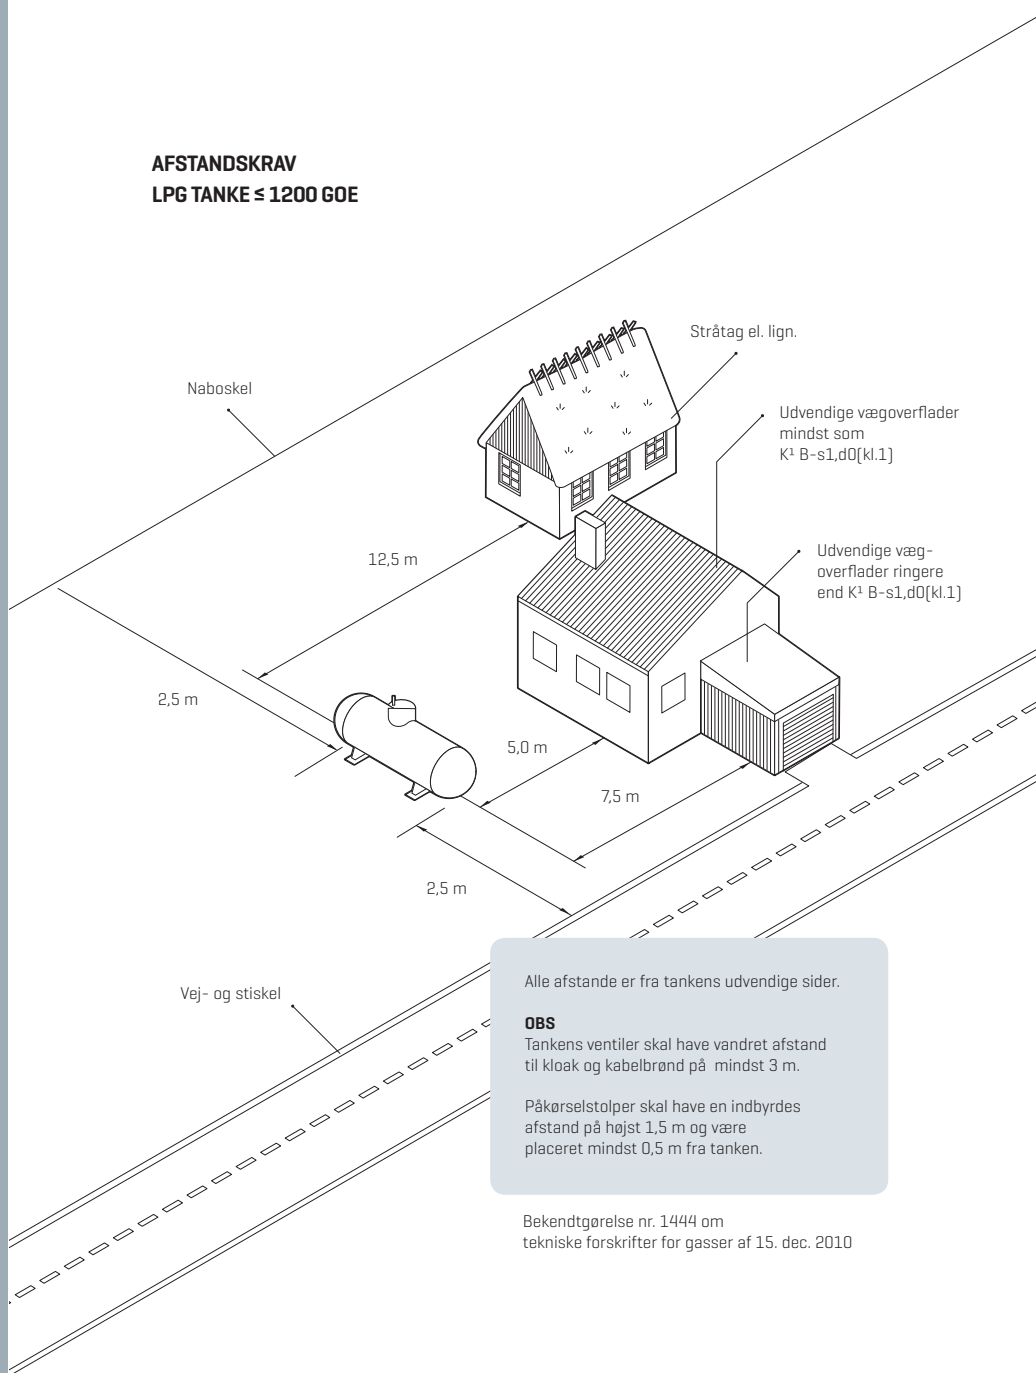 AFSTANDSKRAV
LPG TANKE ≤ 1200 GOE
Stråtag el. lign.
Naboskel
Udvendige vægoverflader
mindst som
K¹ B-s1,d0(kl.1)
Udvendige væg-
overflader ringere
end K¹ B-s1,d0(kl.1)
12,5 m
2,5 m
5,0 m
7,5 m
2,5 m
Vej- og stiskel
Alle afstande er fra tankens udvendige sider.
OBS
Tankens ventiler skal have vandret afstand
til kloak og kabelbrønd på mindst 3 m.
Påkørselstolper skal have en indbyrdes
afstand på højst 1,5 m og være
placeret mindst 0,5 m fra tanken.
Bekendtgørelse nr. 1444 om
tekniske forskrifter for gasser af 15. dec. 2010